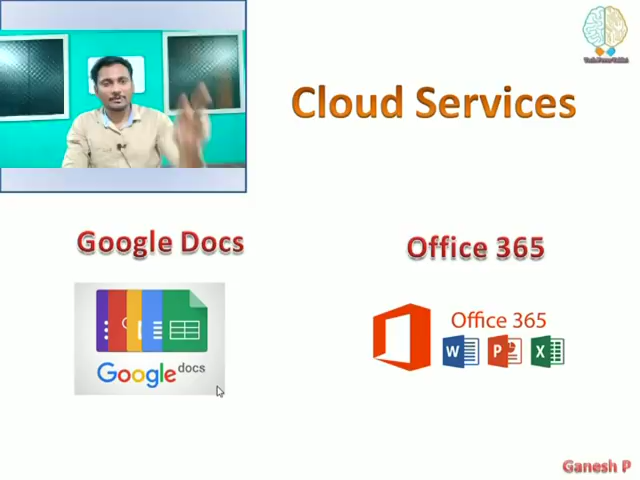 Cloud Services
Google Docs
Office 365
Google docs
Office 365
W
P
X
Ganesh P